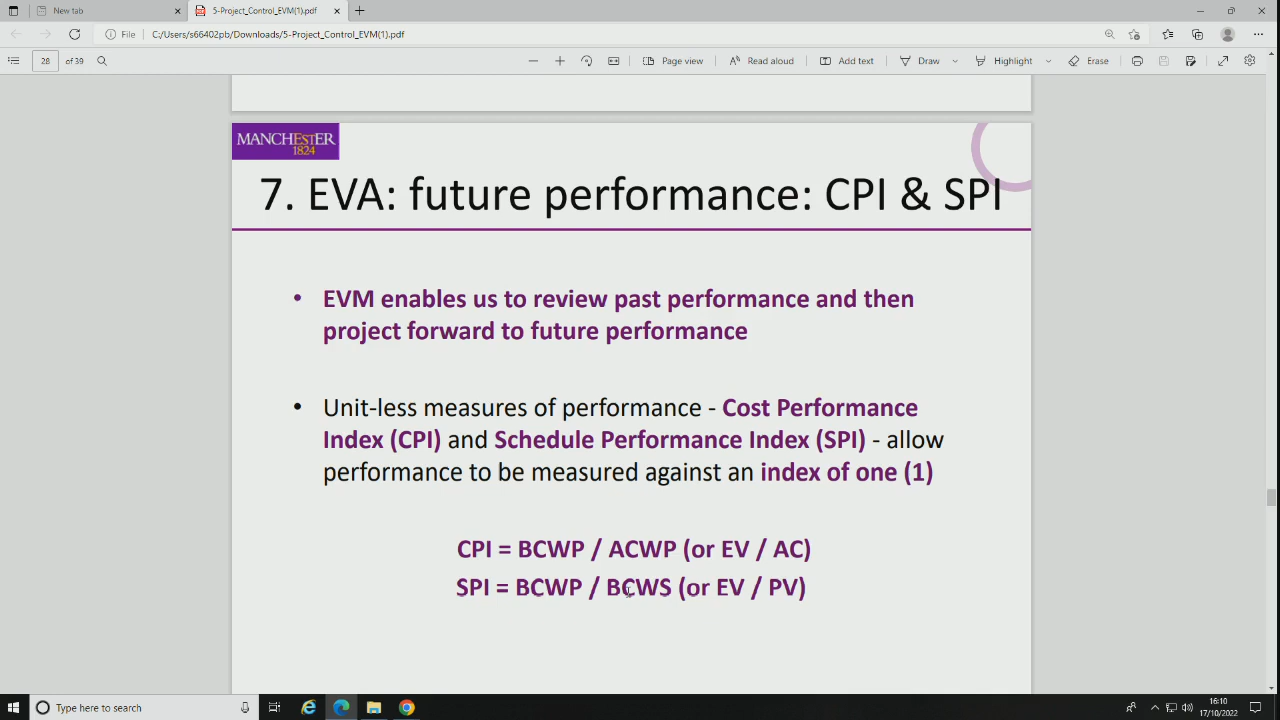 New tab
5-Project_Control_EVM(1).pdf
File
C:/Users/s66402pb/Downloads/5-Project_Control_EVM(1).pdf
28 of 39
Page view
Read aloud
Add text
Draw
Highlight
Erase
MANCHESTER
1824
7. EVA: future performance: CPI & SPI
• EVM enables us to review past performance and then
project forward to future performance
• Unit-less measures of performance - Cost Performance
Index (CPI) and Schedule Performance Index (SPI) - allow
performance to be measured against an index of one (1)
CPI = BCWP / ACWP (or EV / AC)
SPI = BCWP / BCWS (or EV / PV)
Type here to search
16:10
17/10/2022